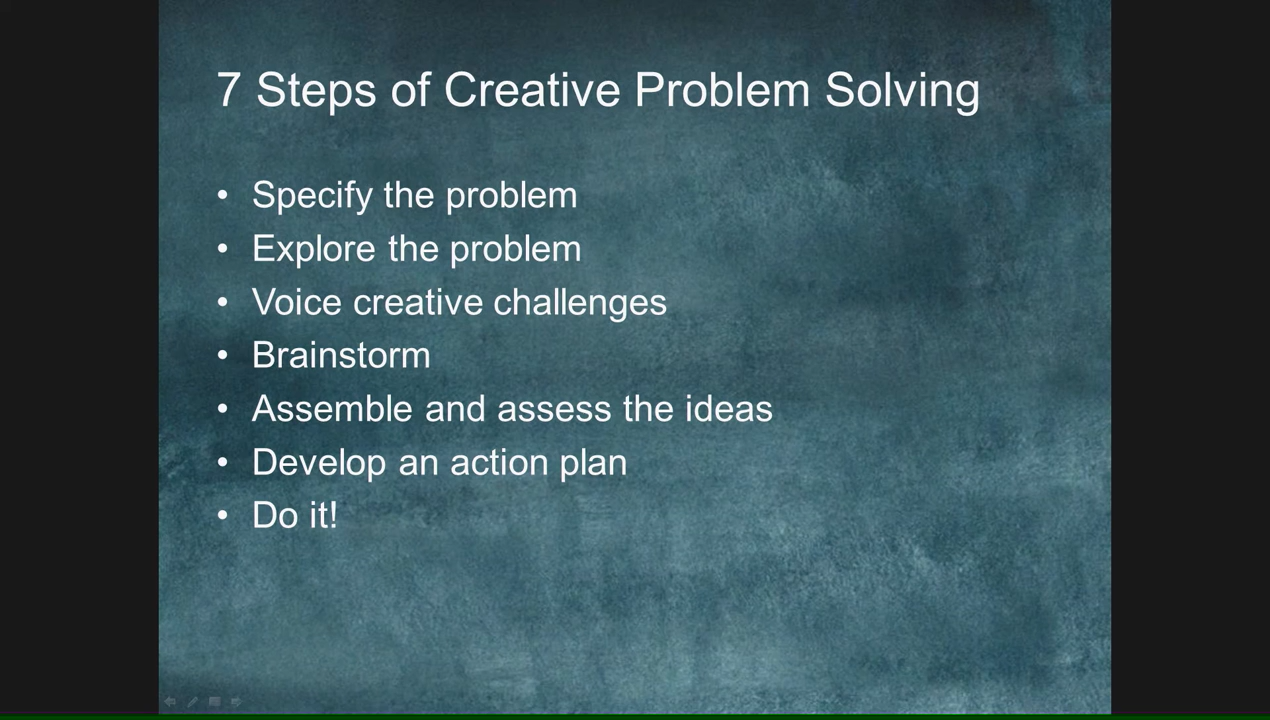 7 Steps of Creative Problem Solving
• Specify the problem
• Explore the problem
• Voice creative challenges
• Brainstorm
• Assemble and assess the ideas
• Develop an action plan
• Do it!